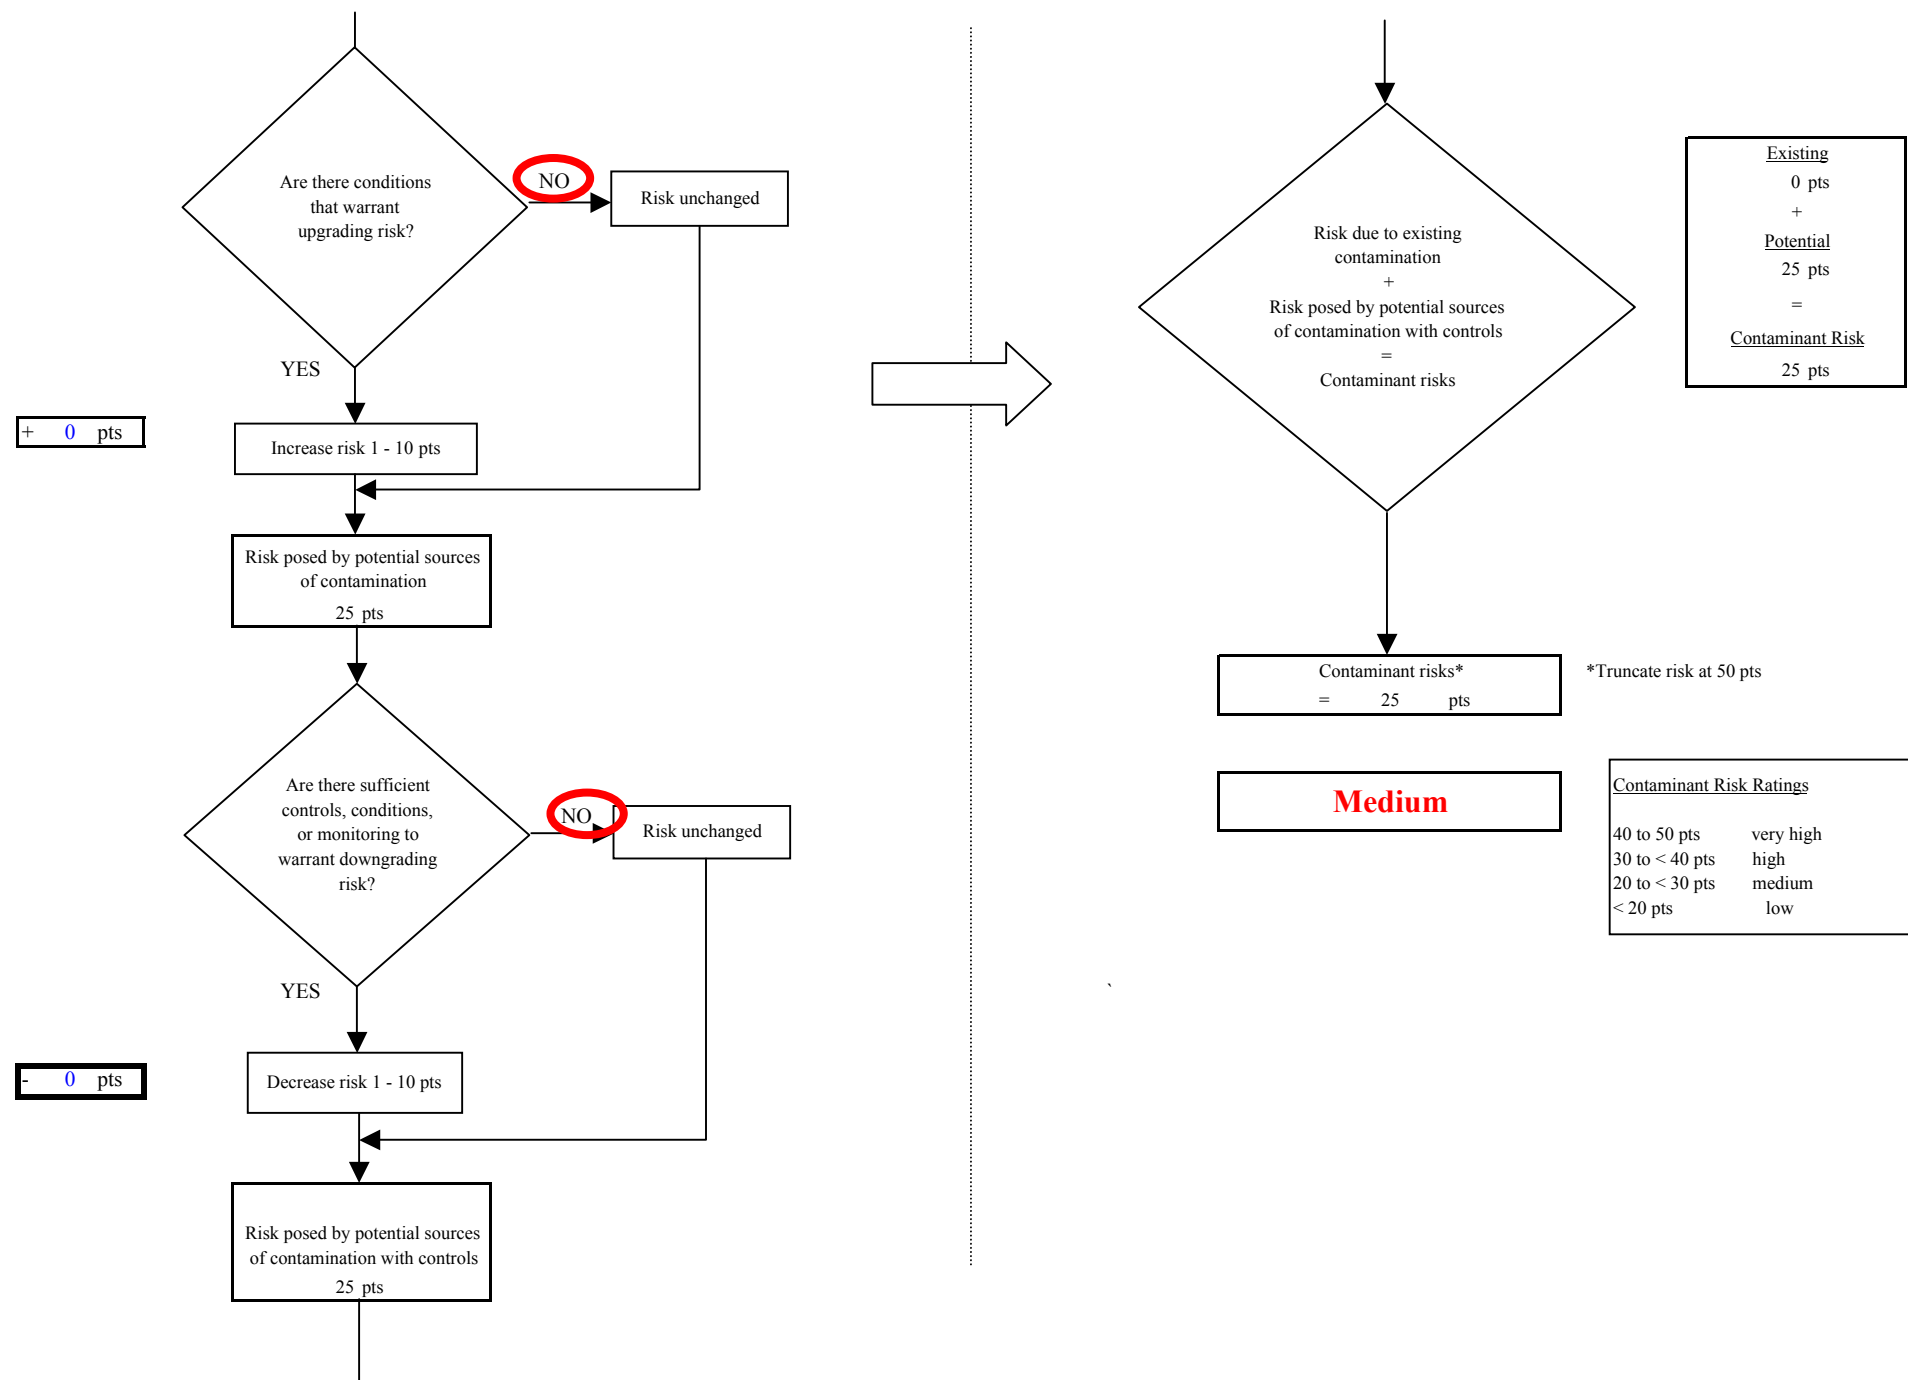 Are there conditions
that warrant
upgrading risk?
NO
Risk unchanged
YES
+ 0 pts
Increase risk 1 - 10 pts
Risk posed by potential sources
of contamination
25 pts
Are there sufficient
controls, conditions,
or monitoring to
warrant downgrading
risk?
NO
Risk unchanged
YES
- 0 pts
Decrease risk 1 - 10 pts
Risk posed by potential sources
of contamination with controls
25 pts
Risk due to existing
contamination
+
Risk posed by potential sources
of contamination with controls
=
Contaminant risks
Existing
0 pts
+
Potential
25 pts
=
Contaminant Risk
25 pts
Contaminant risks*
= 25 pts
*Truncate risk at 50 pts
Medium
Contaminant Risk Ratings
40 to 50 pts very high
30 to < 40 pts high
20 to < 30 pts medium
< 20 pts low
`